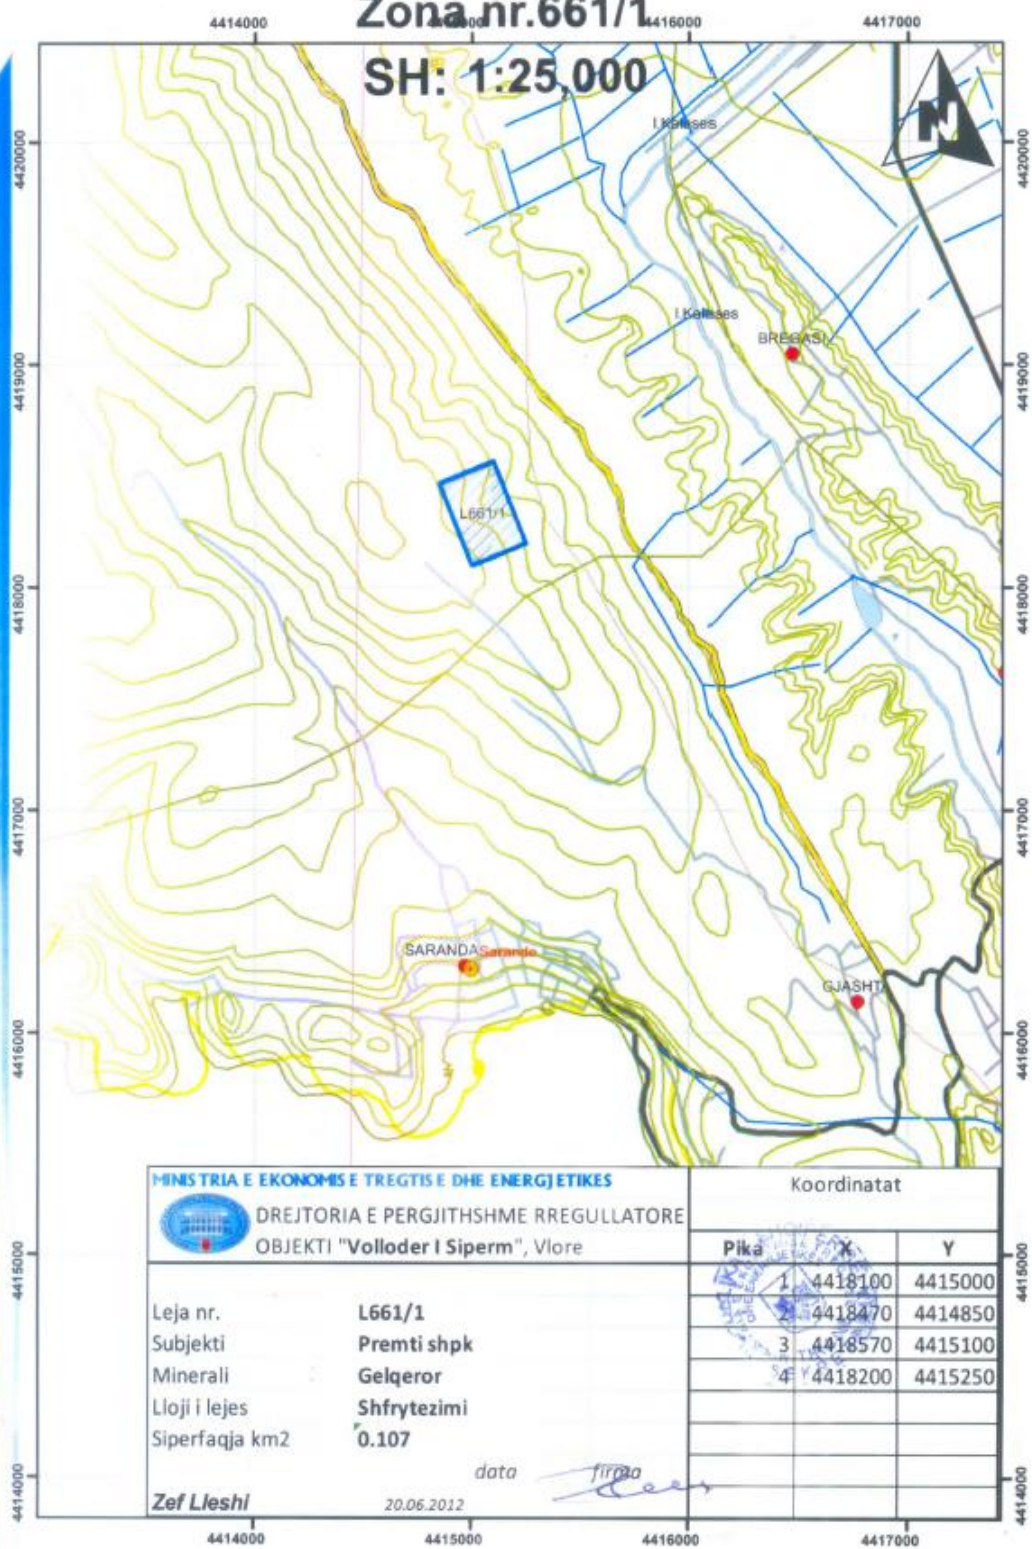 Zona nr.661/1
4414000 4416000 4417000
SH: 1:25,000
N
I.Kalases
4420000 4420000
I.Kalases
BREGASI
4419000 4419000
L661/1
4418000 4418000
4417000 4417000
SARANDA Sarande
GJASHT
4416000 4416000
MINISTRIA E EKONOMISE TREGTISE DHE ENERGJETIKES
DREJTORIA E PERGJITHSHME RREGULLATORE
OBJEKTI "Volloder I Siperm", Vlore
Koordinatat
Pika X Y
1 4418100 4415000
2 4418470 4414850
3 4418570 4415100
4 4418200 4415250
4415000 4415000
Leja nr. L661/1
Subjekti Premti shpk
Minerali : Gelqeror
Lloji i lejes Shfrytezimi
Siperfaqja km2 0.107
data firma
Zef Lleshi 20.06.2012
4414000 4414000
4414000 4415000 4416000 4417000